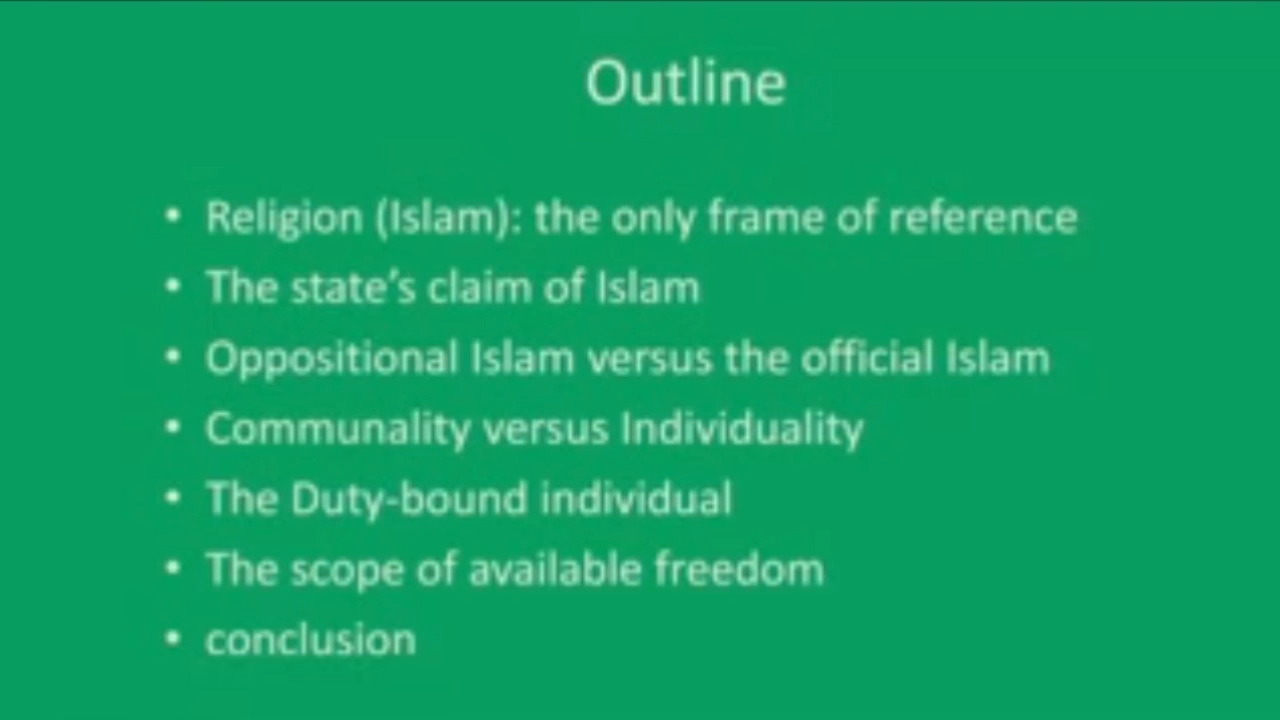 Outline
• Religion (Islam): the only frame of reference
• The state's claim of Islam
• Oppositional Islam versus the official Islam
• Communality versus Individuality
• The Duty-bound individual
• The scope of available freedom
• conclusion